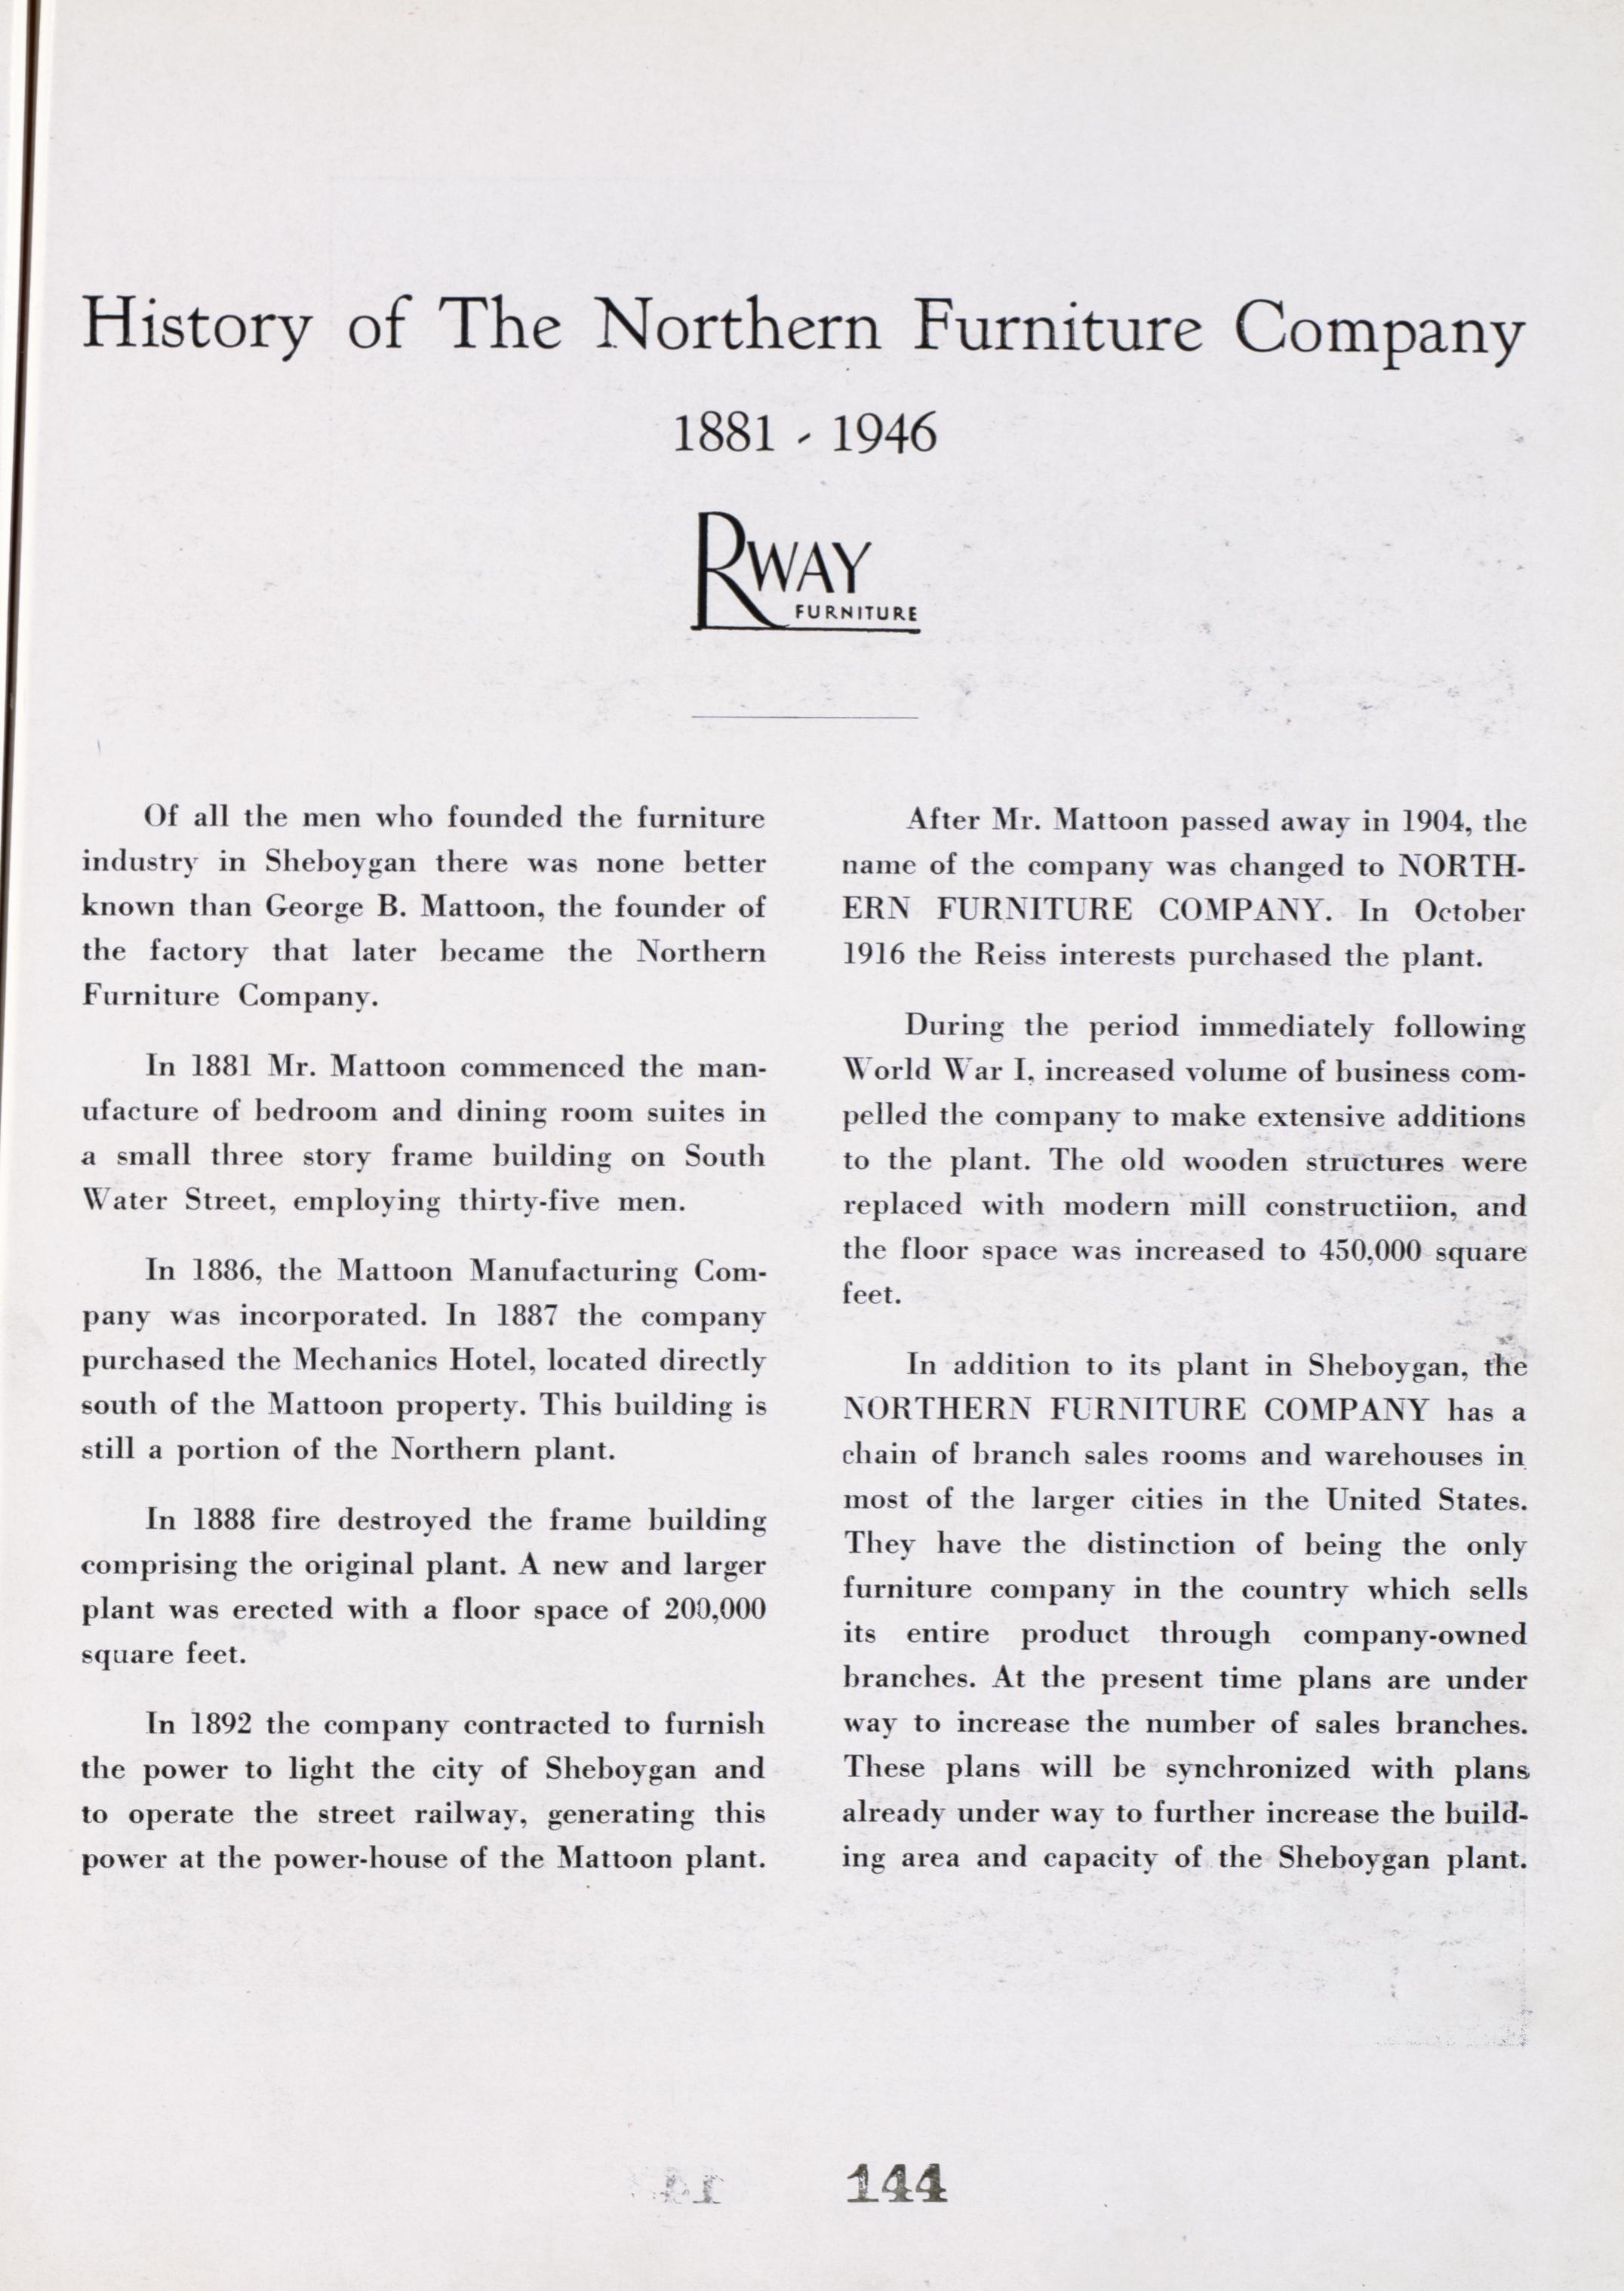 History of The Northern Furniture Company
1881 - 1946
RWAY
FURNITURE
Of all the men who founded the furniture
industry in Sheboygan there was none better
known than George B. Mattoon, the founder of
the factory that later became the Northern
Furniture Company.
In 1881 Mr. Mattoon commenced the man-
ufacture of bedroom and dining room suites in
a small three story frame building on South
Water Street, employing thirty-five men.
In 1886, the Mattoon Manufacturing Com-
pany was incorporated. In 1887 the company
purchased the Mechanics Hotel, located directly
south of the Mattoon property. This building is
still a portion of the Northern plant.
In 1888 fire destroyed the frame building
comprising the original plant. A new and larger
plant was erected with a floor space of 200,000
square feet.
In 1892 the company contracted to furnish
the power to light the city of Sheboygan and
to operate the street railway, generating this
power at the power-house of the Mattoon plant.
After Mr. Mattoon passed away in 1904, the
name of the company was changed to NORTH-
ERN FURNITURE COMPANY. In October
1916 the Reiss interests purchased the plant.
During the period immediately following
World War I, increased volume of business com-
pelled the company to make extensive additions
to the plant. The old wooden structures were
replaced with modern mill constructiion, and
the floor space was increased to 450,000 square
feet.
In addition to its plant in Sheboygan, the
NORTHERN FURNITURE COMPANY has a
chain of branch sales rooms and warehouses in
most of the larger cities in the United States.
They have the distinction of being the only
furniture company in the country which sells
its entire product through company-owned
branches. At the present time plans are under
way to increase the number of sales branches.
These plans will be synchronized with plans
already under way to further increase the build-
ing area and capacity of the Sheboygan plant.
144